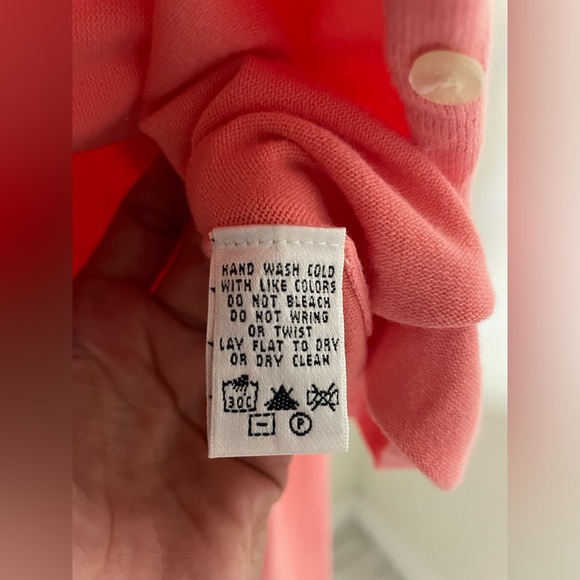 HAND WASH COLD
WITH LIKE COLORS
DO NOT BLEACH
DO NOT WRING
OR TWIST
LAY FLAT TO DRY
OR DRY CLEAN
30C
P